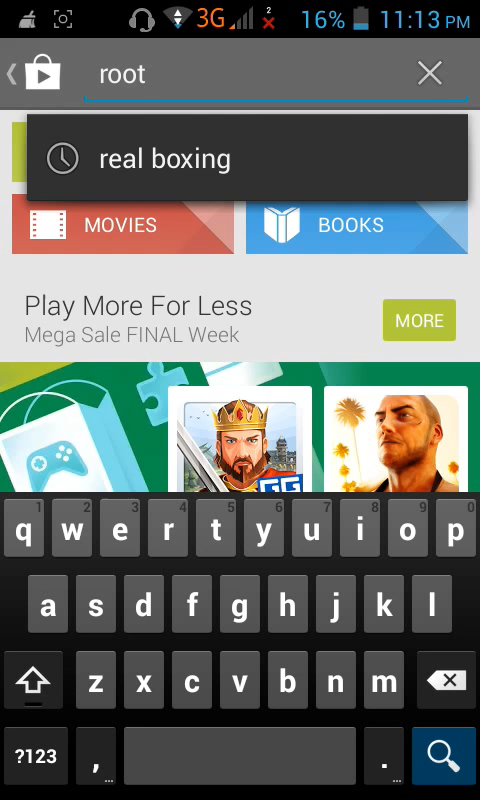 3G 2 16% 11:13 PM
root
real boxing
MOVIES
BOOKS
Play More For Less
Mega Sale FINAL Week
MORE
GG
1 2 3 4 5 6 7 8 9 0
q w e r t y u i o p
a s d f g h j k l
z x c v b n m
?123 , ... . ...